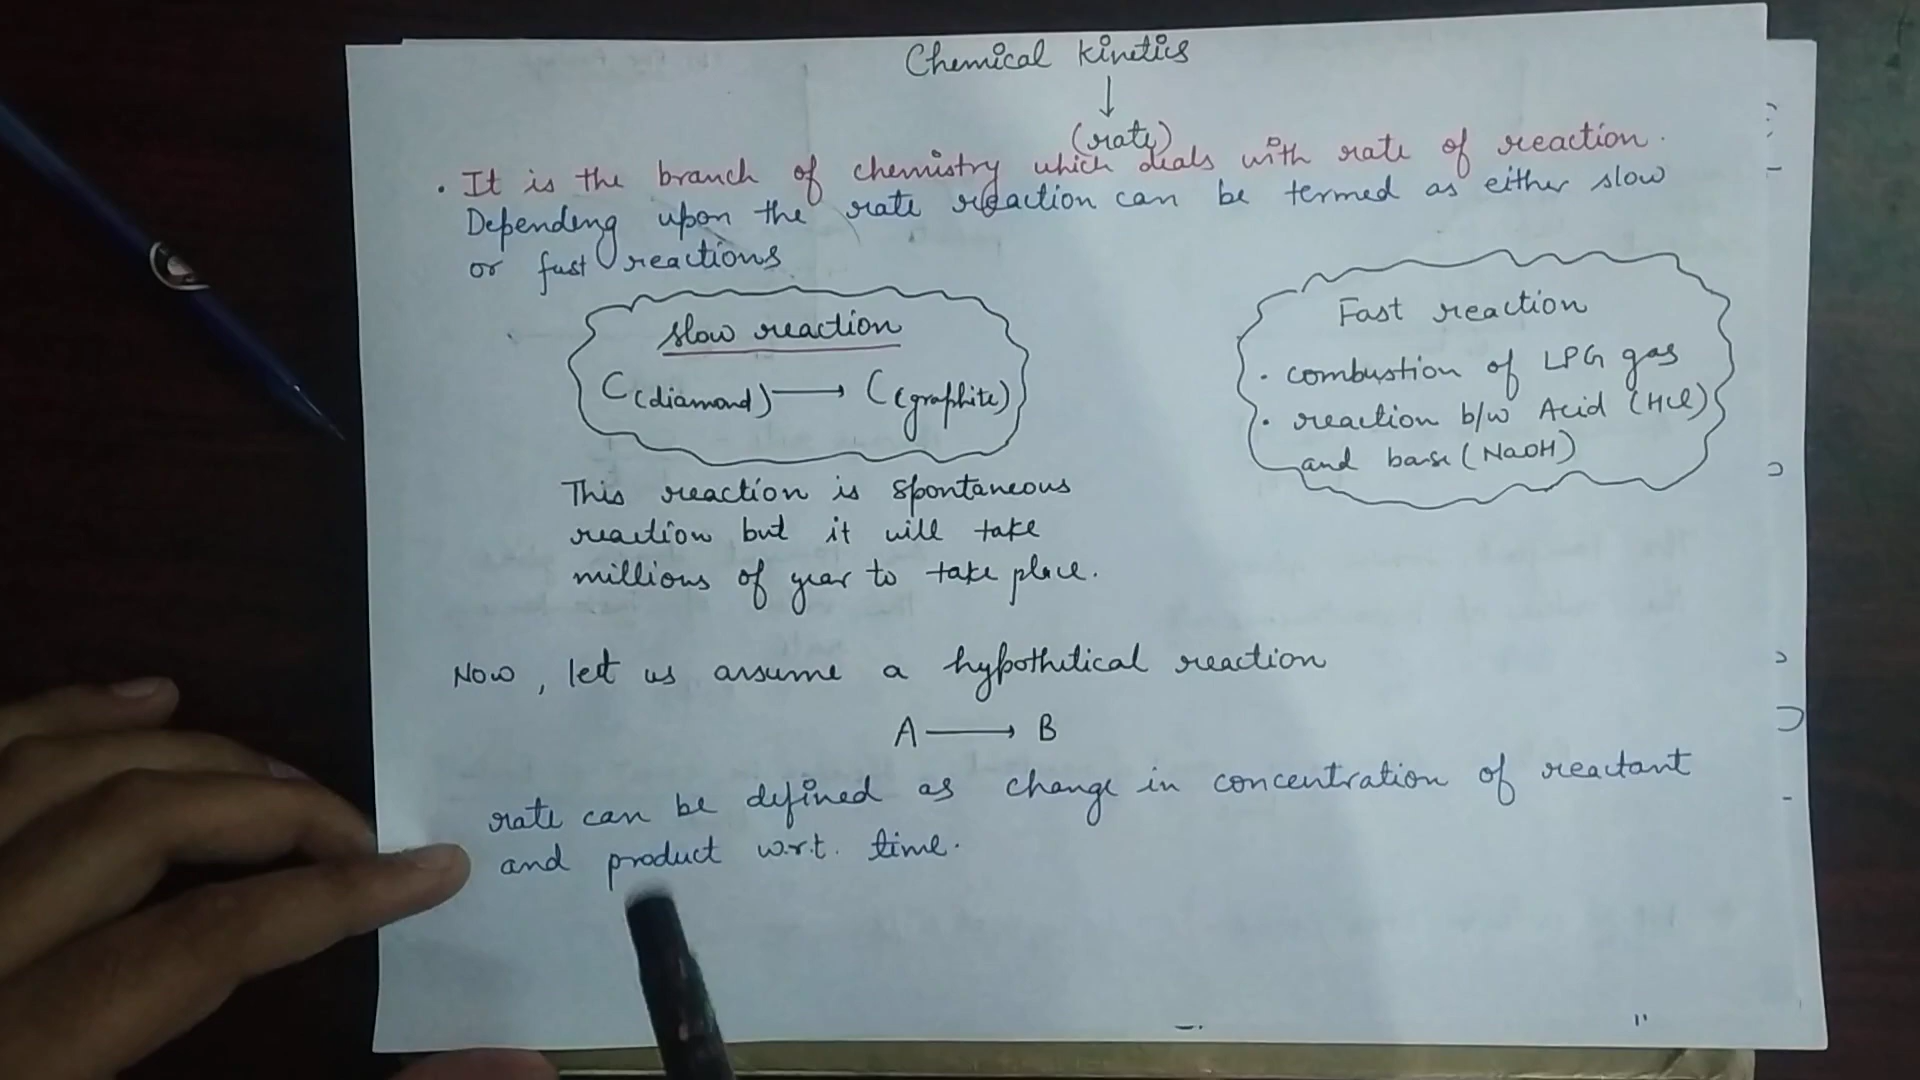 Chemical Kinetics
↓
(rate)
• It is the branch of chemistry which deals with rate of reaction.
Depending upon the rate reaction can be termed as either slow
or fast reactions
slow reaction
C(diamond) → C(graphite)
This reaction is spontaneous
reaction but it will take
millions of year to take place.
Fast reaction
• combustion of LPG gas
• reaction b/w Acid (HCl)
and base (NaOH)
Now, let us assume a hypothetical reaction
A → B
rate can be defined as change in concentration of reactant
and product w.r.t. time.